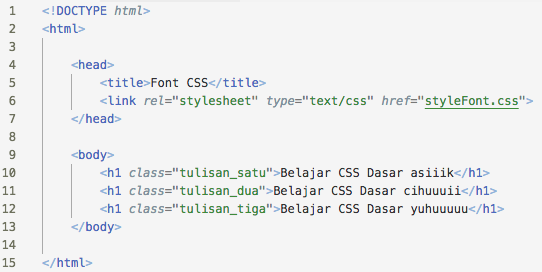 1 <!DOCTYPE html>
2 <html>
3
4 <head>
5 <title>Font CSS</title>
6 <link rel="stylesheet" type="text/css" href="styleFont.css">
7 </head>
8
9 <body>
10 <h1 class="tulisan_satu">Belajar CSS Dasar asiiik</h1>
11 <h1 class="tulisan_dua">Belajar CSS Dasar cihuuuii</h1>
12 <h1 class="tulisan_tiga">Belajar CSS Dasar yuhuuuuu</h1>
13 </body>
14
15 </html>